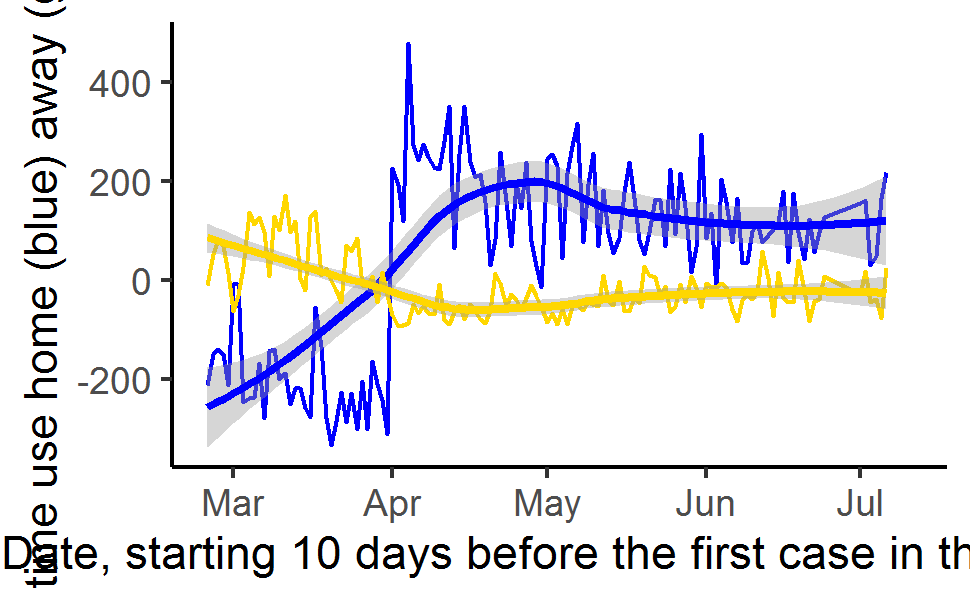 time use home (blue) away (
400
200
0
-200
Mar Apr May Jun Jul
Date, starting 10 days before the first case in th